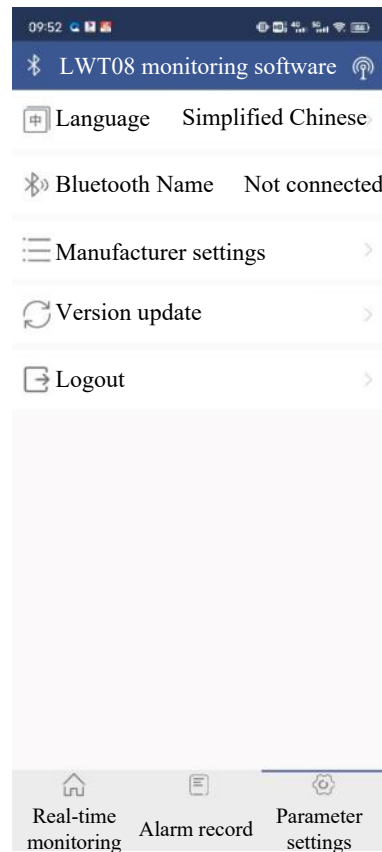 09:52
LWT08 monitoring software
中 Language Simplified Chinese
Bluetooth Name Not connected
Manufacturer settings
Version update
Logout
Real-time monitoring
Alarm record
Parameter settings